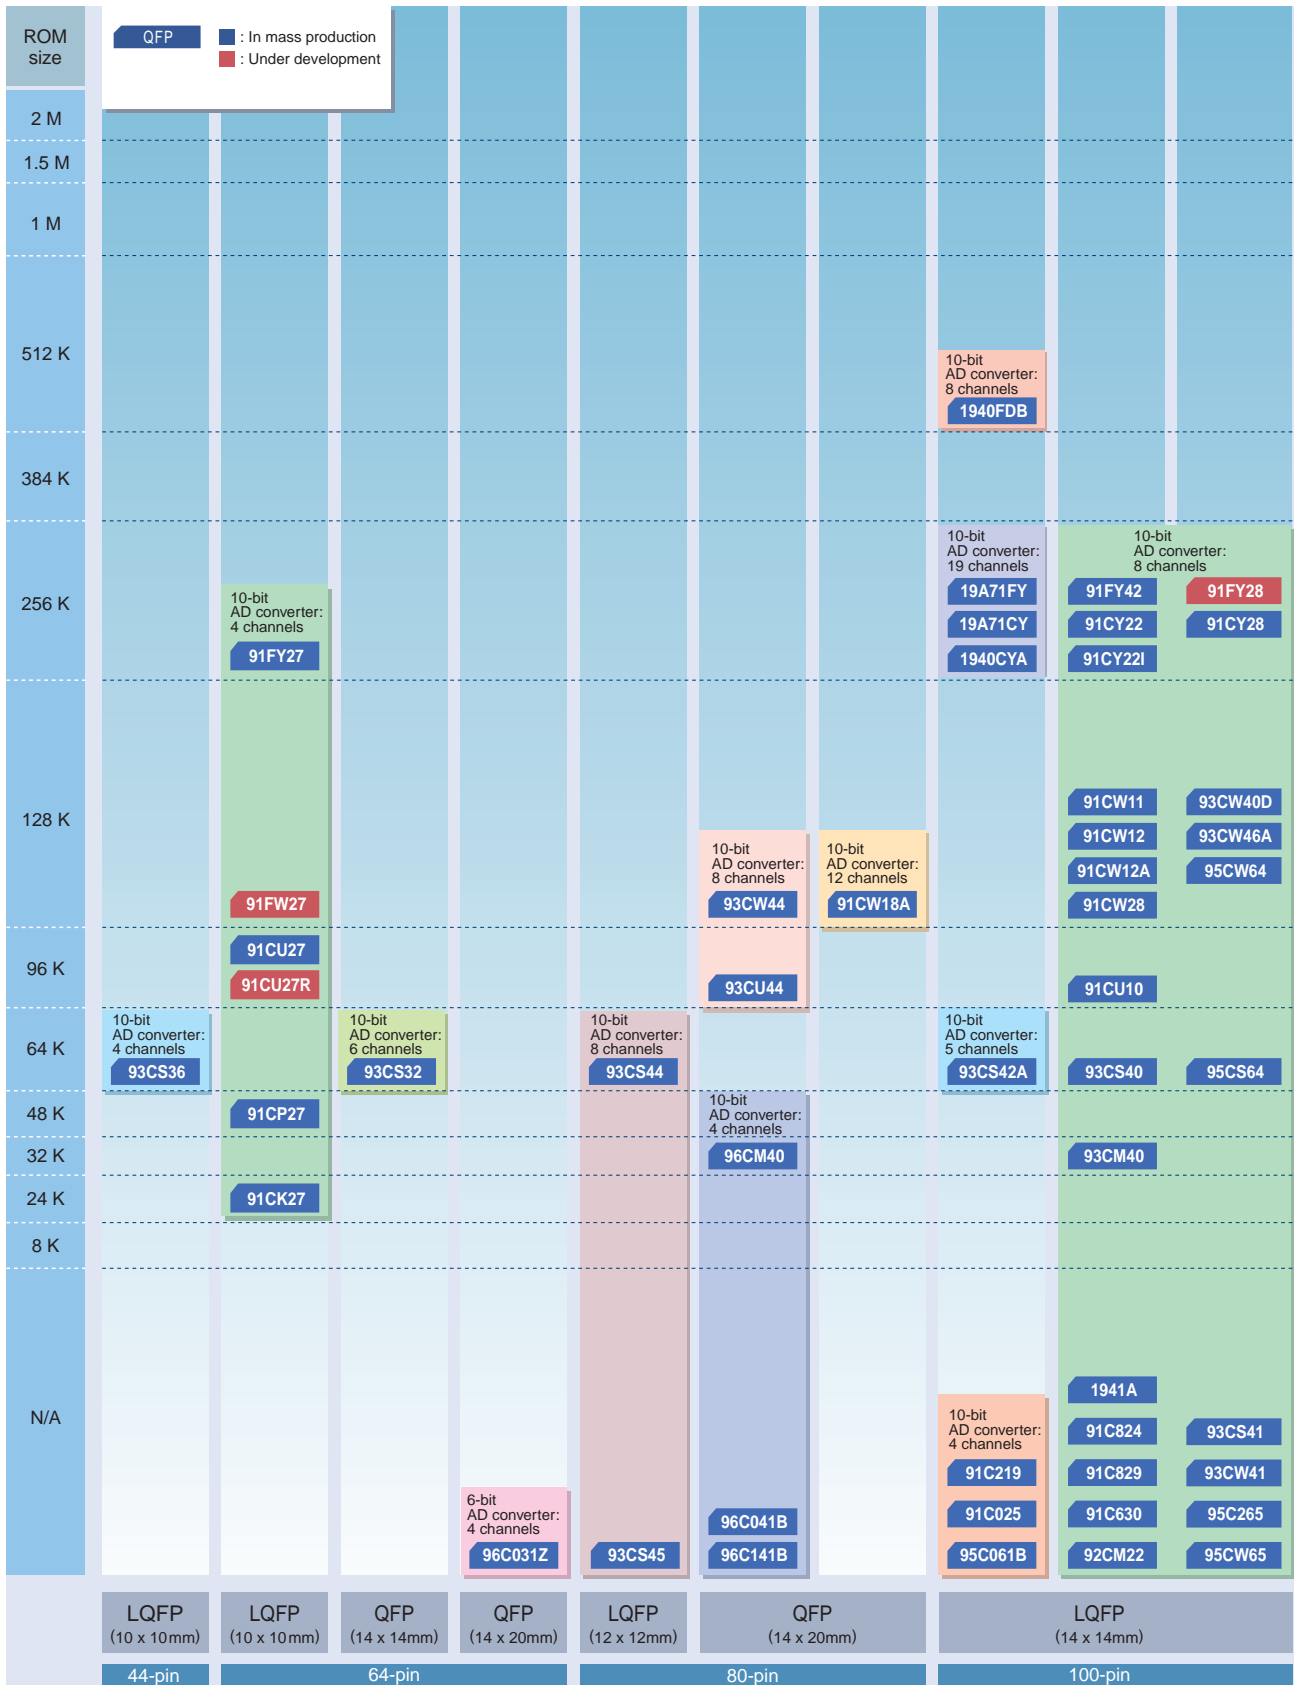 ROM
size
QFP
: In mass production
: Under development
2 M
1.5 M
1 M
512 K
10-bit
AD converter:
8 channels
1940FDB
384 K
256 K
10-bit
AD converter:
4 channels
91FY27
10-bit
AD converter:
19 channels
19A71FY
19A71CY
1940CYA
10-bit
AD converter:
8 channels
91FY42
91FY28
91CY22
91CY28
91CY22I
128 K
91FW27
10-bit
AD converter:
8 channels
93CW44
10-bit
AD converter:
12 channels
91CW18A
91CW11
93CW40D
91CW12
93CW46A
91CW12A
95CW64
91CW28
96 K
91CU27
91CU27R
93CU44
91CU10
64 K
10-bit
AD converter:
4 channels
93CS36
10-bit
AD converter:
6 channels
93CS32
10-bit
AD converter:
8 channels
93CS44
10-bit
AD converter:
5 channels
93CS42A
93CS40
95CS64
48 K
91CP27
10-bit
AD converter:
4 channels
32 K
96CM40
93CM40
24 K
91CK27
8 K
N/A
6-bit
AD converter:
4 channels
96C031Z
93CS45
96C041B
96C141B
10-bit
AD converter:
4 channels
91C219
91C025
95C061B
1941A
91C824
93CS41
91C829
93CW41
91C630
95C265
92CM22
95CW65
LQFP
(10 x 10mm)
LQFP
(10 x 10mm)
QFP
(14 x 14mm)
QFP
(14 x 20mm)
LQFP
(12 x 12mm)
QFP
(14 x 20mm)
LQFP
(14 x 14mm)
44-pin
64-pin
80-pin
100-pin